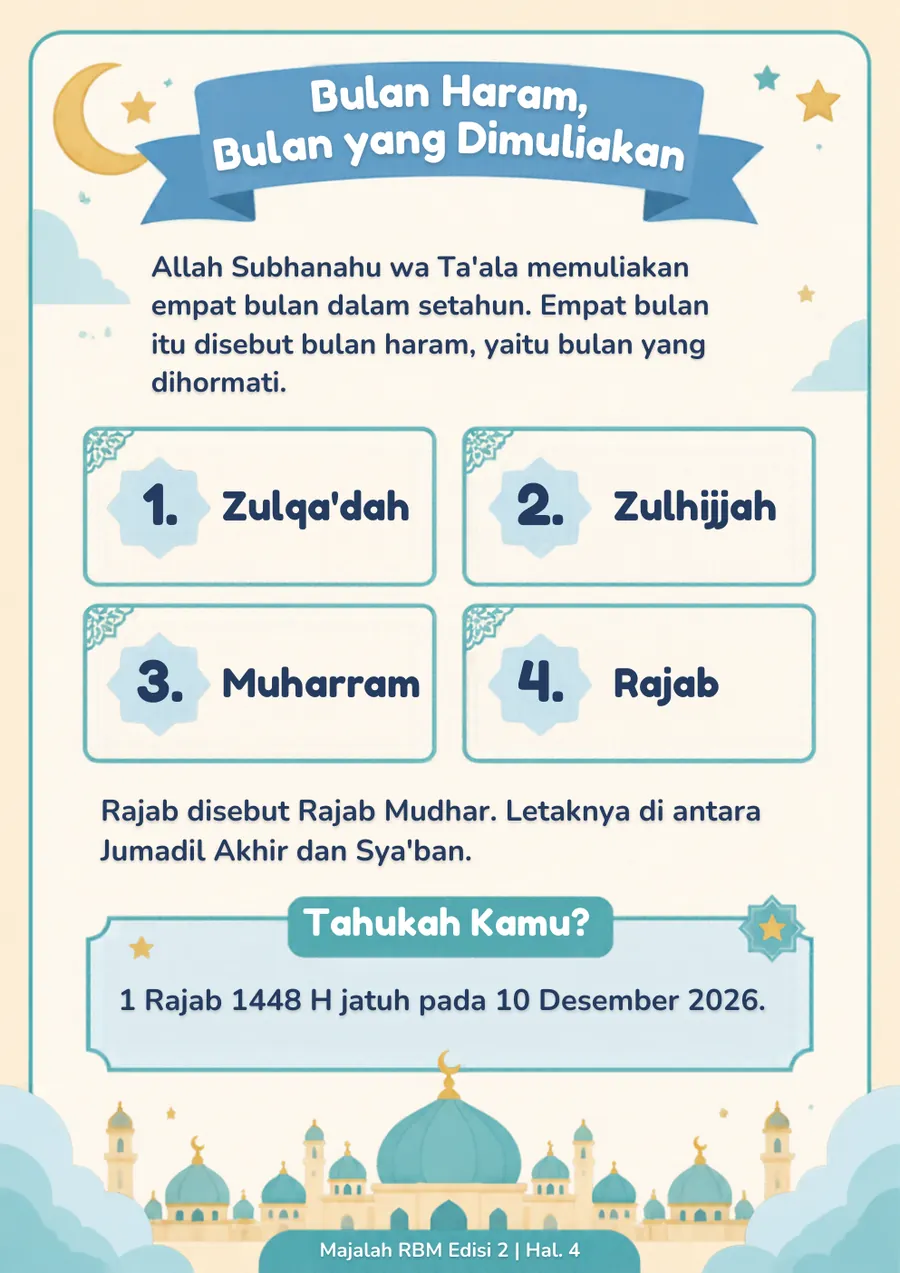 Bulan Haram,
Bulan yang Dimuliakan
Allah Subhanahu wa Ta'ala memuliakan
empat bulan dalam setahun. Empat bulan
itu disebut bulan haram, yaitu bulan yang
dihormati.
1. Zulqa'dah
2. Zulhijjah
3. Muharram
4. Rajab
Rajab disebut Rajab Mudhar. Letaknya di antara
Jumadil Akhir dan Sya'ban.
Tahukah Kamu?
1 Rajab 1448 H jatuh pada 10 Desember 2026.
Majalah RBM Edisi 2 | Hal. 4